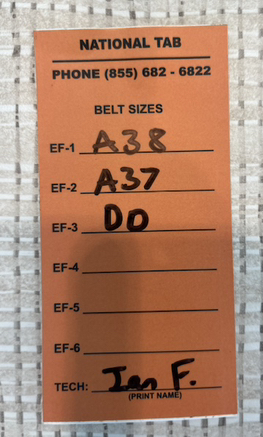 NATIONAL TAB
PHONE (855) 682 - 6822
BELT SIZES
EF-1 A38
EF-2 A37
EF-3 DO
EF-4
EF-5
EF-6
TECH: Ian F.
(PRINT NAME)